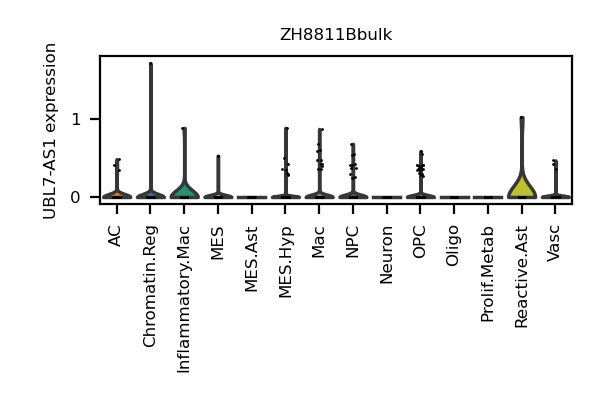 ZH8811Bbulk
UBL7-AS1 expression
1
0
AC
Chromatin.Reg
Inflammatory.Mac
MES
MES.Ast
MES.Hyp
Mac
NPC
Neuron
OPC
Oligo
Prolif.Metab
Reactive.Ast
Vasc